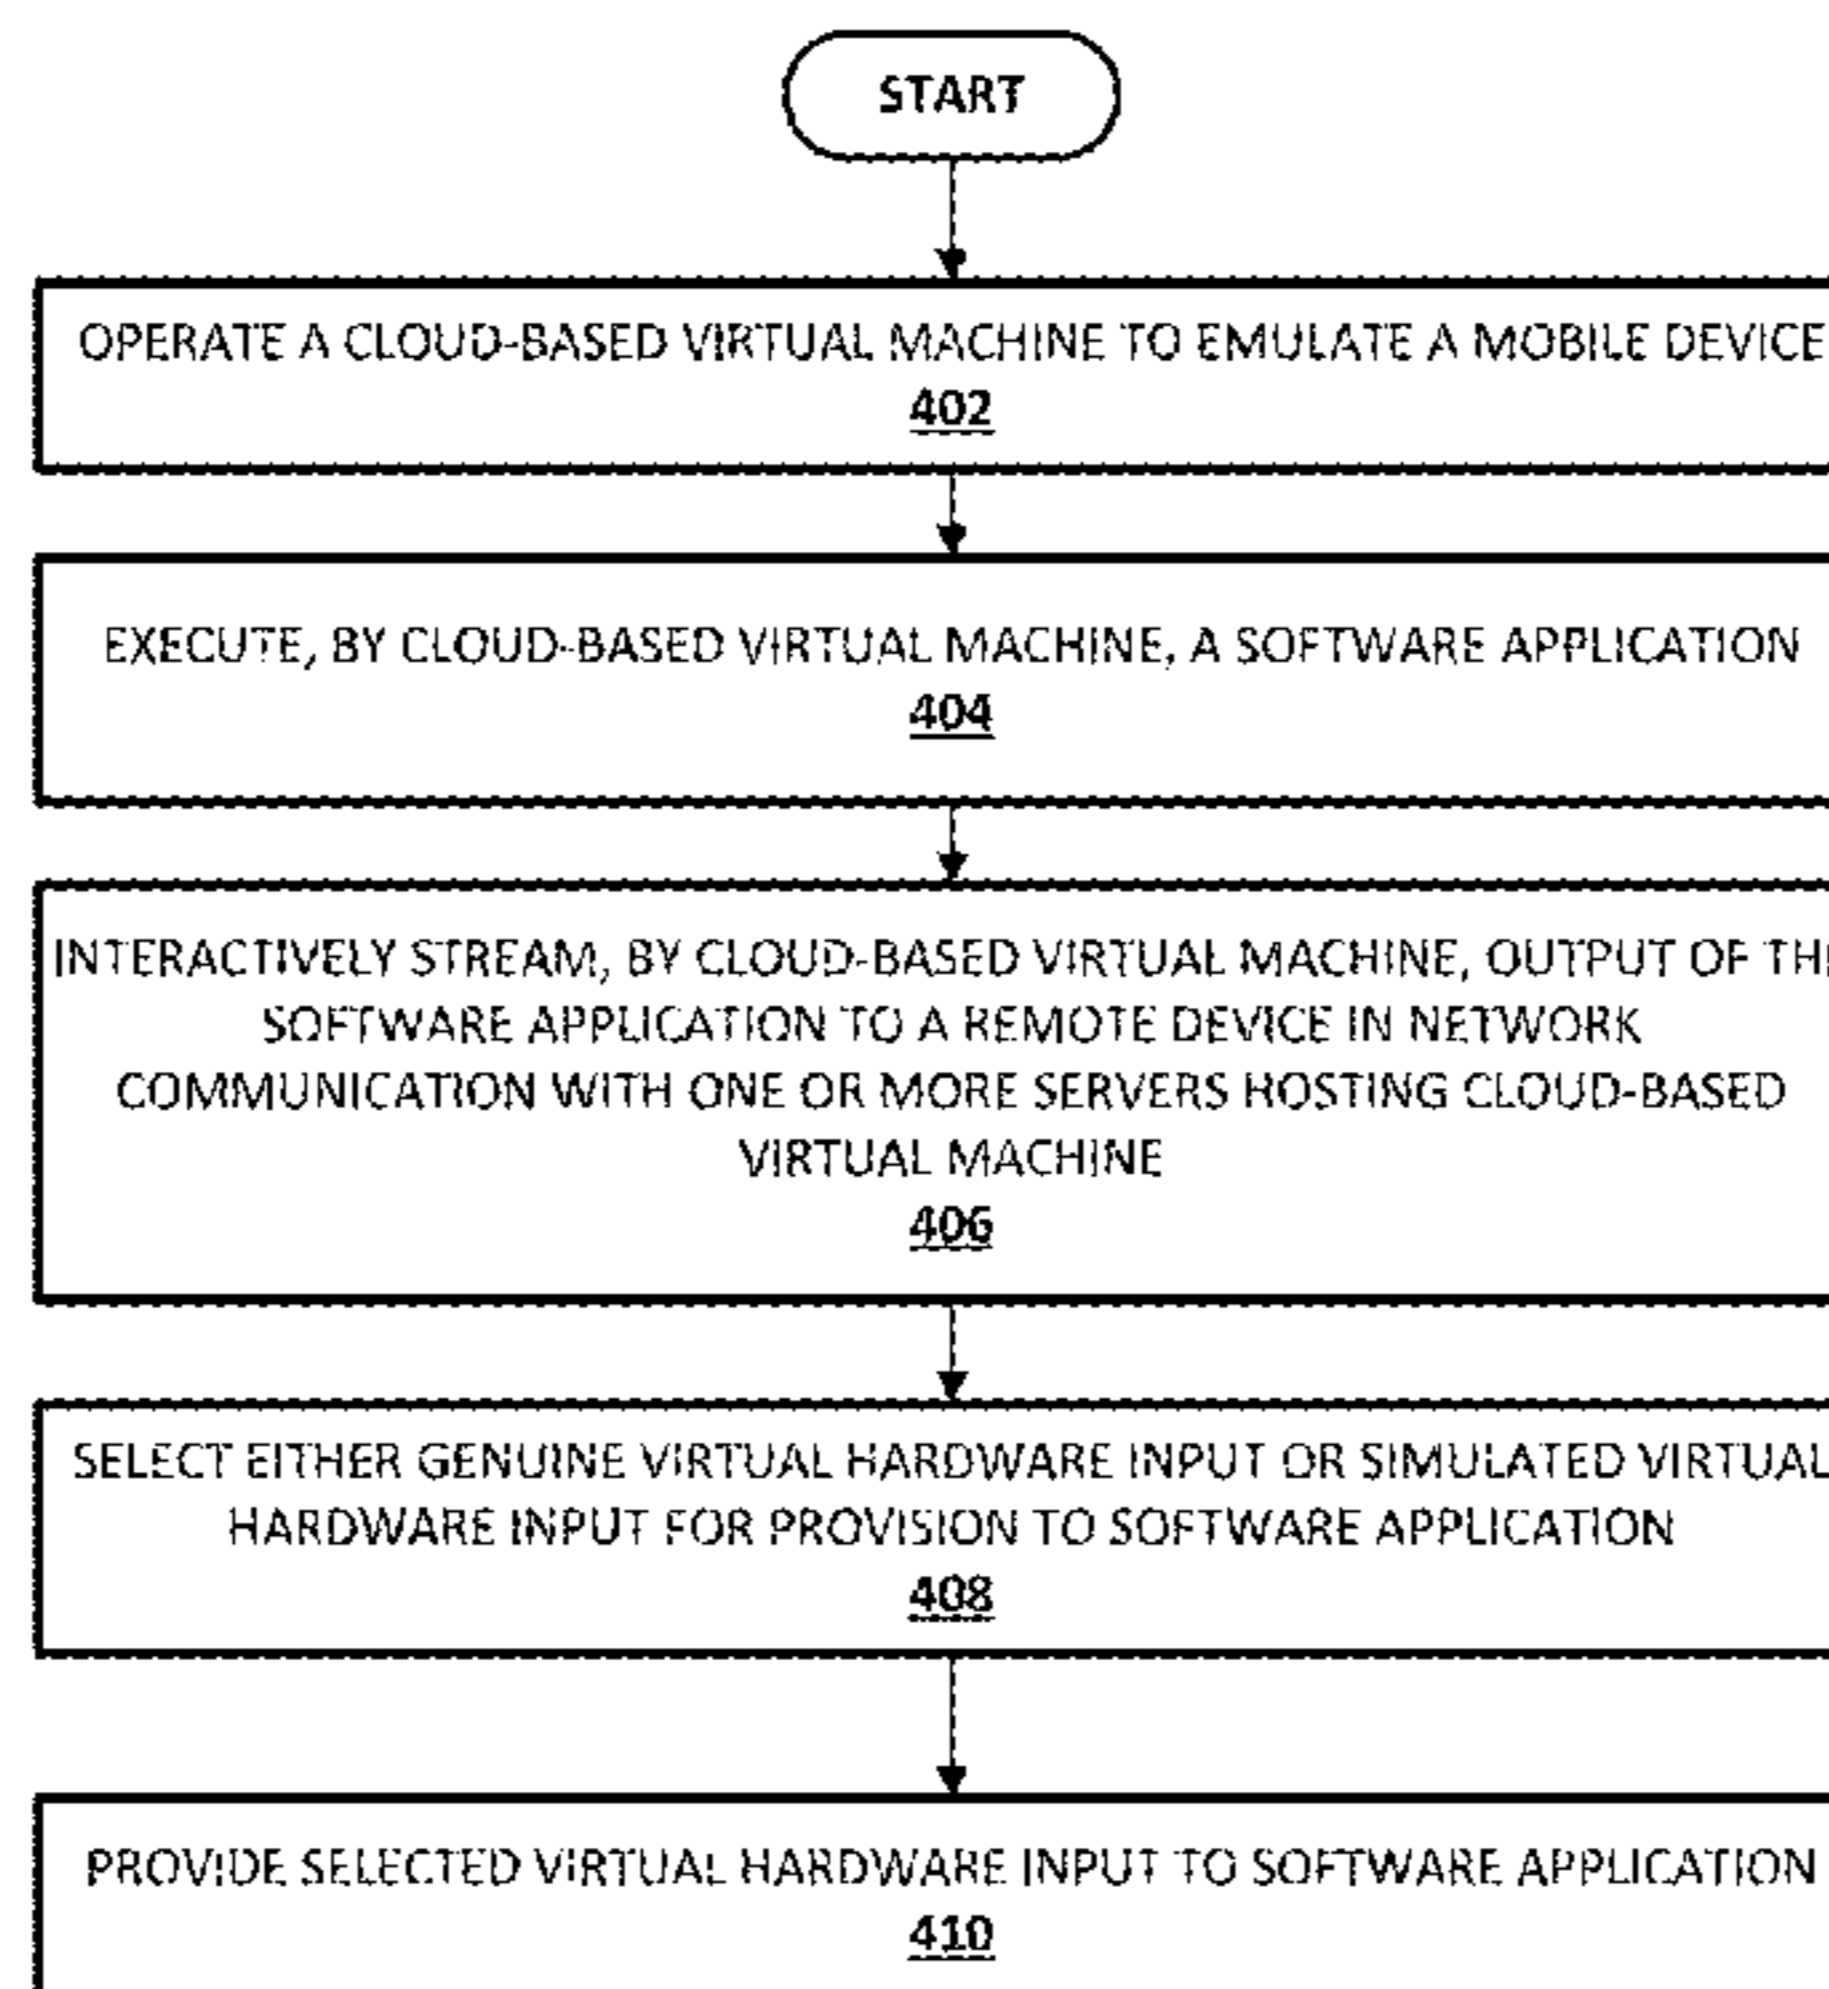 START
OPERATE A CLOUD-BASED VIRTUAL MACHINE TO EMULATE A MOBILE DEVICE
402
EXECUTE, BY CLOUD-BASED VIRTUAL MACHINE, A SOFTWARE APPLICATION
404
INTERACTIVELY STREAM, BY CLOUD-BASED VIRTUAL MACHINE, OUTPUT OF THE
SOFTWARE APPLICATION TO A REMOTE DEVICE IN NETWORK
COMMUNICATION WITH ONE OR MORE SERVERS HOSTING CLOUD-BASED
VIRTUAL MACHINE
406
SELECT EITHER GENUINE VIRTUAL HARDWARE INPUT OR SIMULATED VIRTUAL
HARDWARE INPUT FOR PROVISION TO SOFTWARE APPLICATION
408
PROVIDE SELECTED VIRTUAL HARDWARE INPUT TO SOFTWARE APPLICATION
410